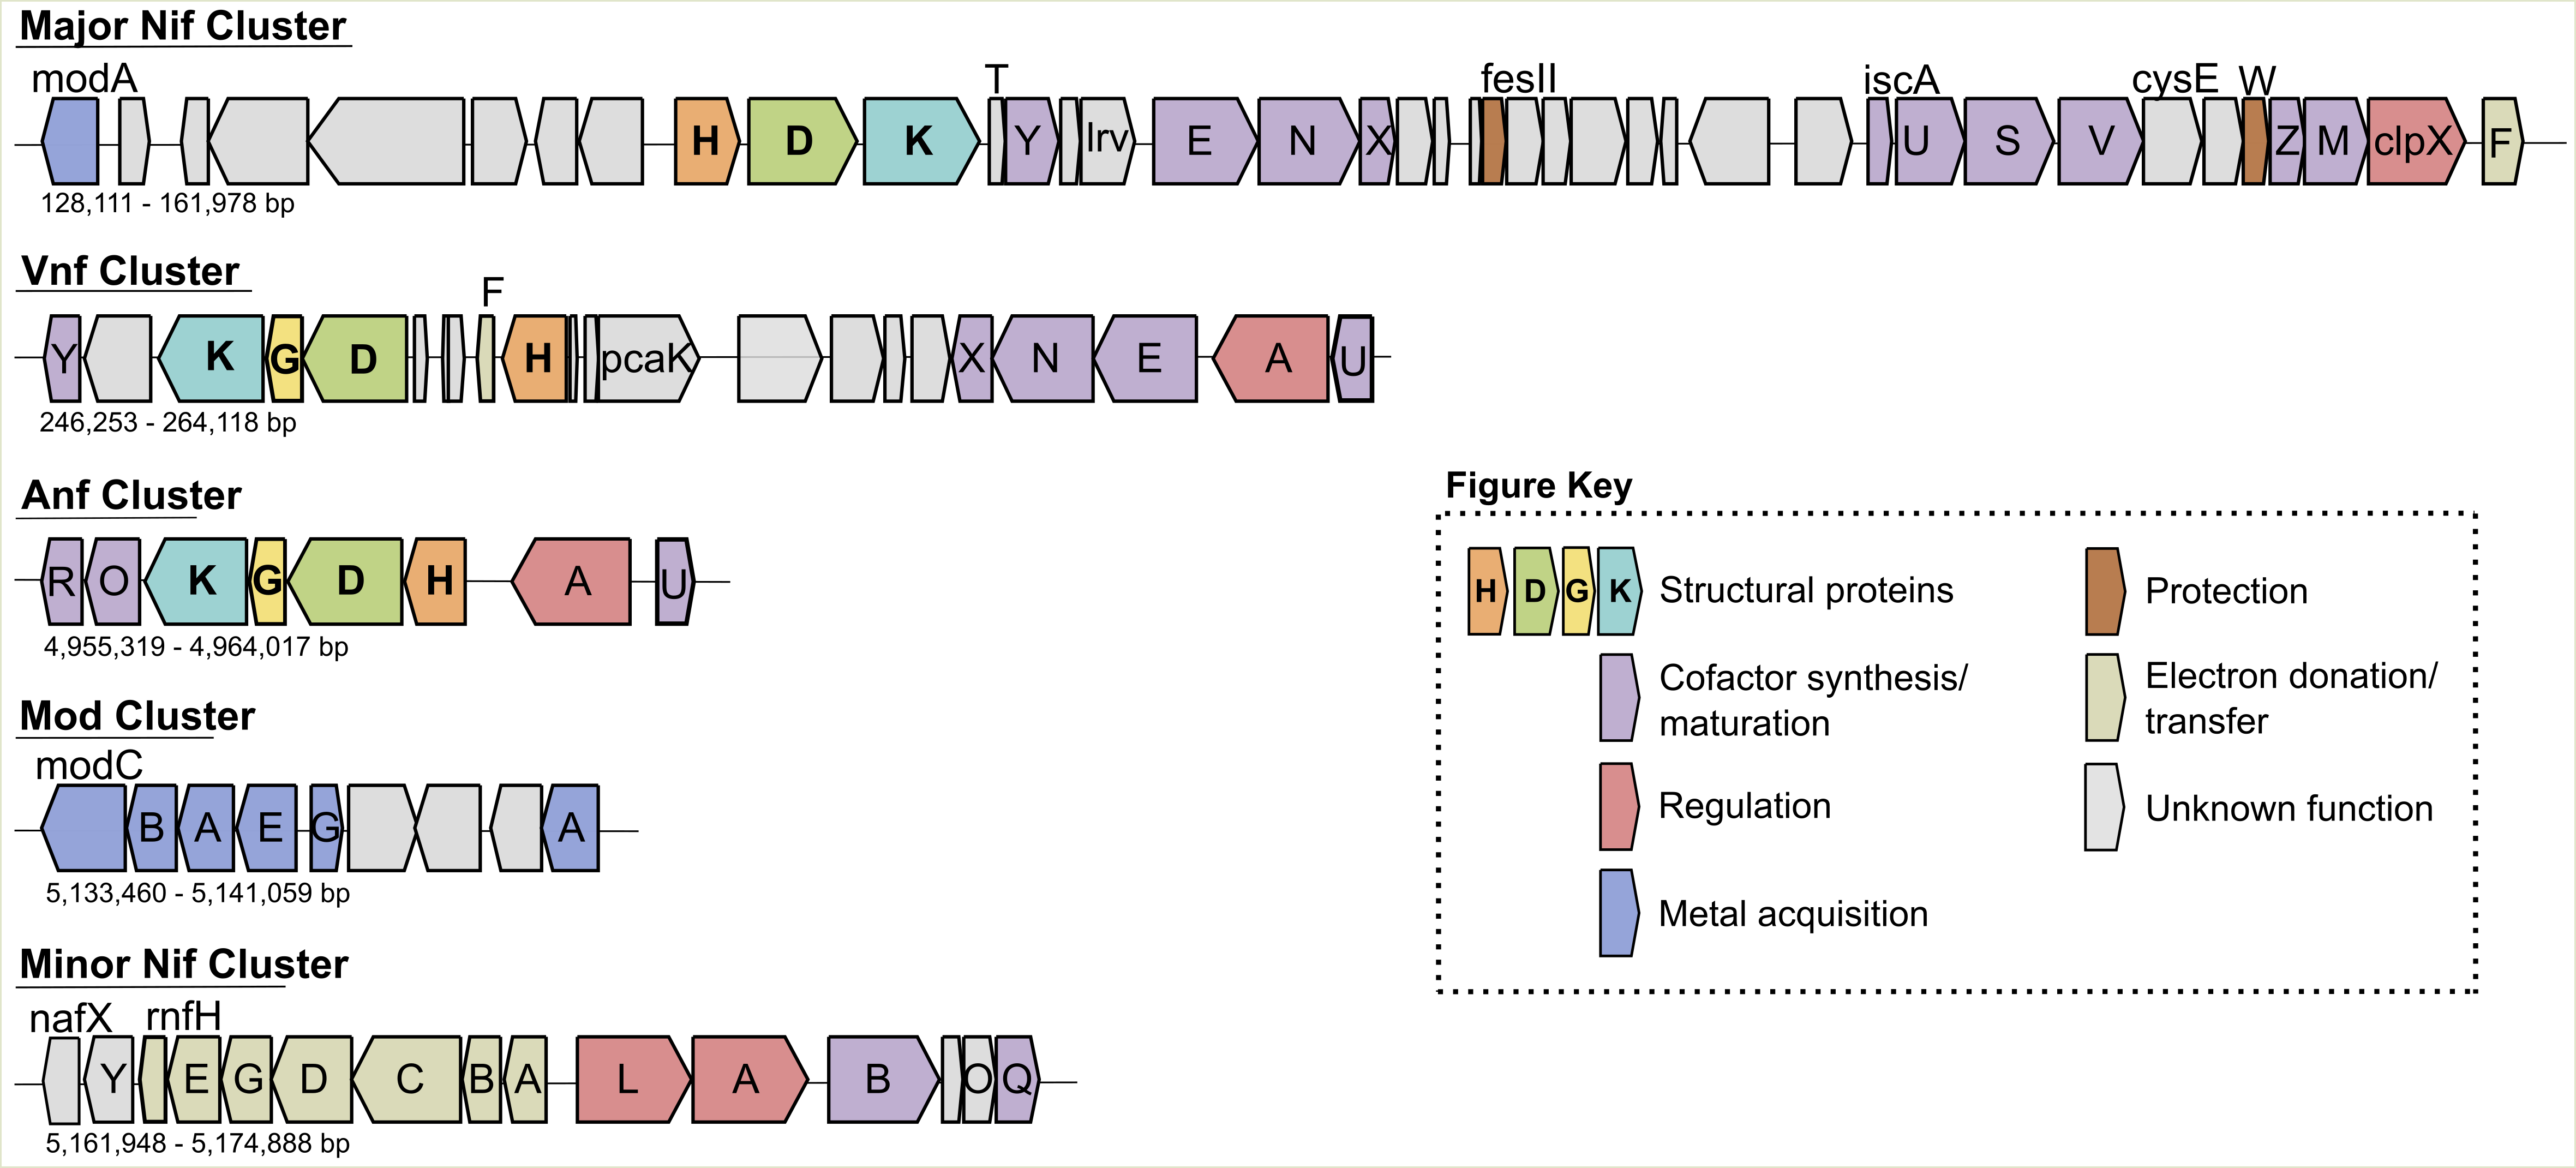 Major Nif Cluster
modA T fesII iscA cysE W
H D K Y lrv E N X U S V Z M clpX F
128,111 - 161,978 bp
Vnf Cluster
F
Y K G D H pcaK X N E A U
246,253 - 264,118 bp
Anf Cluster
R O K G D H A U
4,955,319 - 4,964,017 bp
Mod Cluster
modC
B A E G A
5,133,460 - 5,141,059 bp
Minor Nif Cluster
nafX rnfH
Y E G D C B A L A B O Q
5,161,948 - 5,174,888 bp
Figure Key
H D G K Structural proteins
Cofactor synthesis/
maturation
Regulation
Metal acquisition
Protection
Electron donation/
transfer
Unknown function